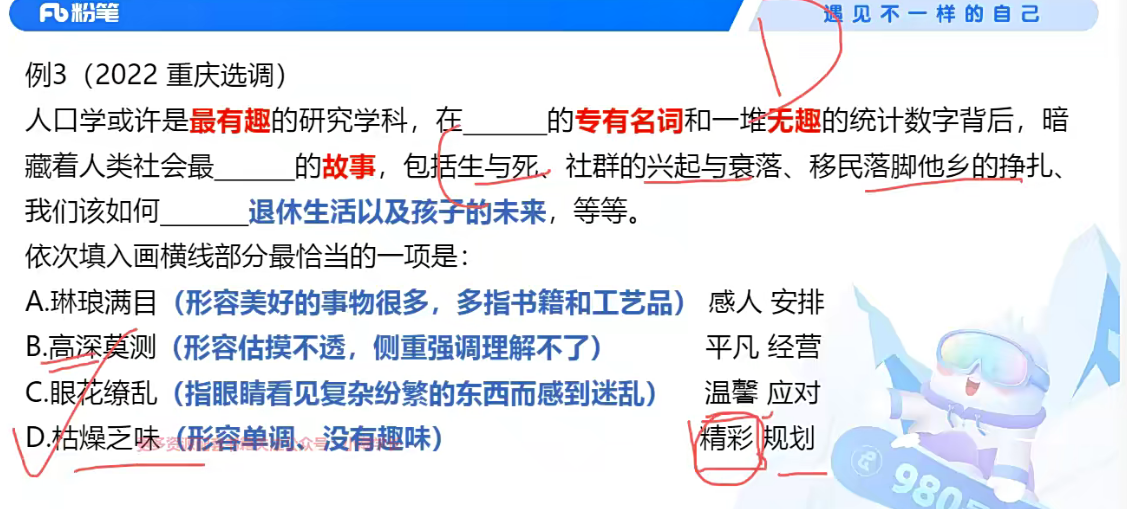 粉笔
遇见不一样的自己
例3（2022 重庆选调）
人口学或许是最有趣的研究学科，在______的专有名词和一堆无趣的统计数字背后，暗
藏着人类社会最______的故事，包括生与死、社群的兴起与衰落、移民落脚他乡的挣扎、
我们该如何______退休生活以及孩子的未来，等等。
依次填入画横线部分最恰当的一项是：
A.琳琅满目（形容美好的事物很多，多指书籍和工艺品） 感人 安排
B.高深莫测（形容估摸不透，侧重强调理解不了） 平凡 经营
C.眼花缭乱（指眼睛看见复杂纷繁的东西而感到迷乱） 温馨 应对
D.枯燥乏味（形容单调、没有趣味） 精彩 规划
980